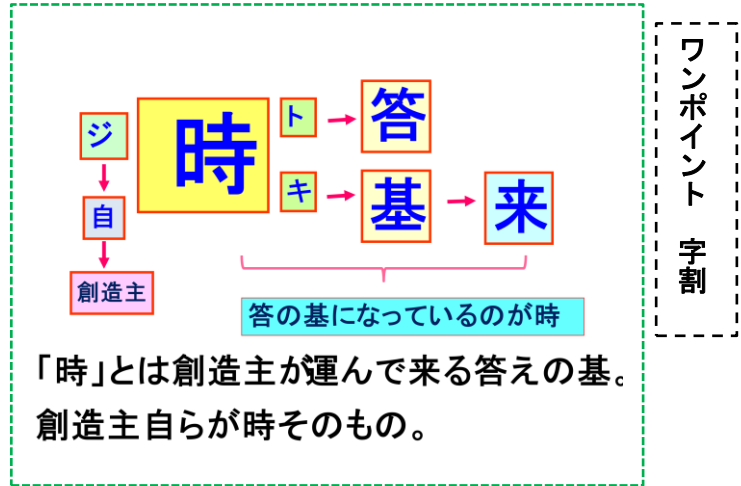 ワンポイント 字割
ジ
時
ト
答
キ
基
来
自
創造主
答の基になっているのが時
「時」とは創造主が運んで来る答えの基。
創造主自らが時そのもの。